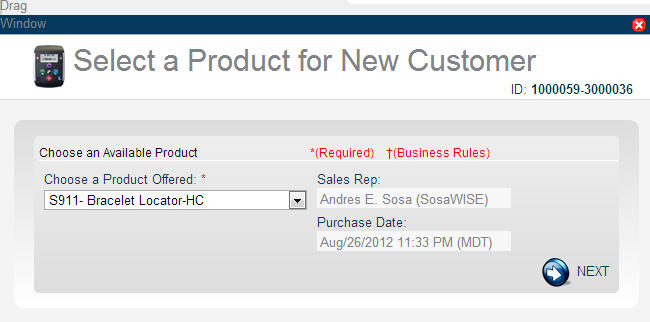 Drag
Window
Select a Product for New Customer
ID: 1000059-3000036
Choose an Available Product *(Required) †(Business Rules)
Choose a Product Offered: * Sales Rep:
S911- Bracelet Locator-HC Andres E. Sosa (SosaWISE)
Purchase Date:
Aug/26/2012 11:33 PM (MDT)
NEXT